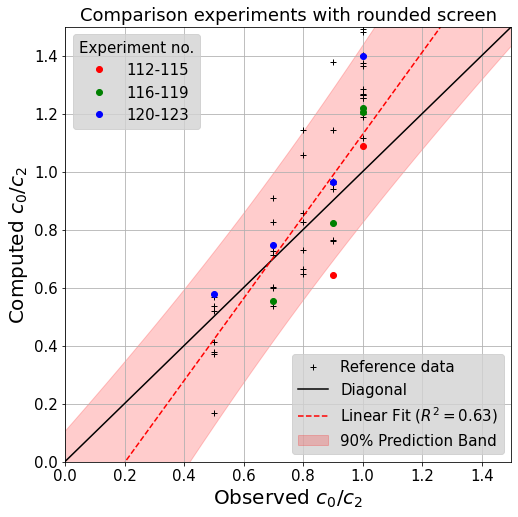 Comparison experiments with rounded screen
Experiment no.
112-115
116-119
120-123
Computed c₀/c₂
1.4
1.2
1.0
0.8
0.6
0.4
0.2
0.0
Reference data
Diagonal
Linear Fit (R² = 0.63)
90% Prediction Band
0.0 0.2 0.4 0.6 0.8 1.0 1.2 1.4
Observed c₀/c₂